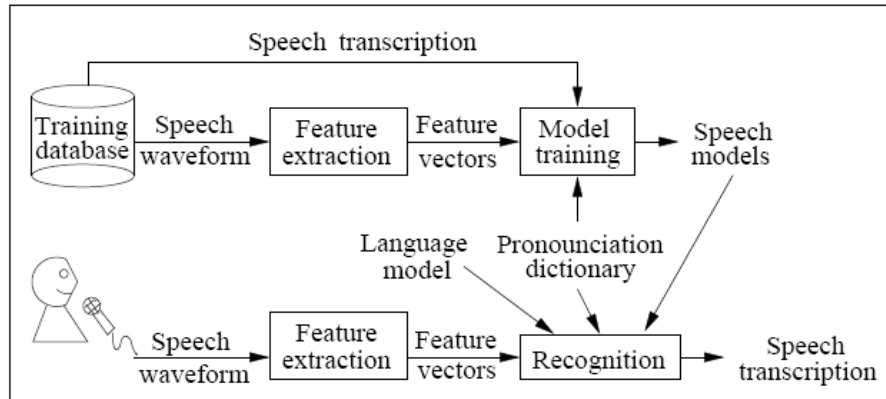 Speech transcription
Training
database
Speech
waveform
Feature
extraction
Feature
vectors
Model
training
Speech
models
Language
model
Pronounciation
dictionary
Speech
waveform
Feature
extraction
Feature
vectors
Recognition
Speech
transcription